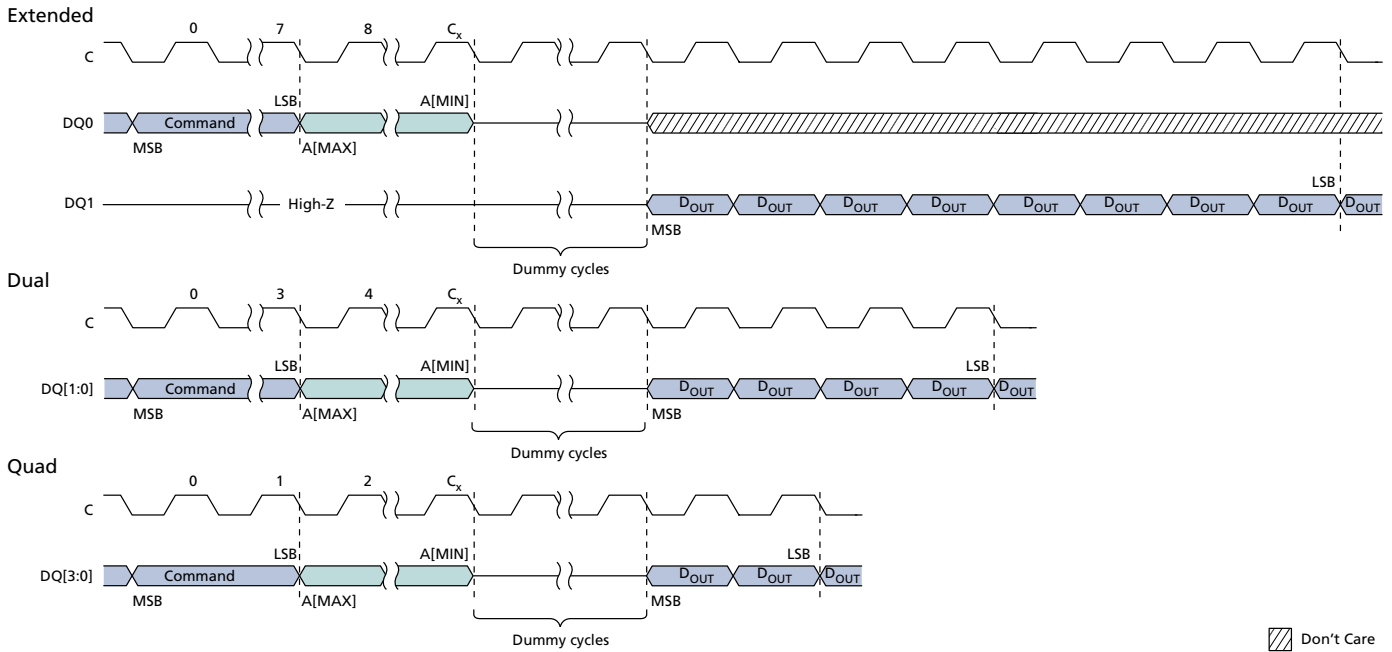 Extended
0 7 8 Cx
C
LSB A[MIN]
DQ0 Command
MSB A[MAX]
LSB
DQ1 High-Z DOUT DOUT DOUT DOUT DOUT DOUT DOUT DOUT DOUT
MSB
Dummy cycles
Dual
0 3 4 Cx
C
LSB A[MIN] LSB
DQ[1:0] Command DOUT DOUT DOUT DOUT DOUT
MSB A[MAX] MSB
Dummy cycles
Quad
0 1 2 Cx
C
LSB A[MIN] LSB
DQ[3:0] Command DOUT DOUT DOUT
MSB A[MAX] MSB
Dummy cycles
Don't Care